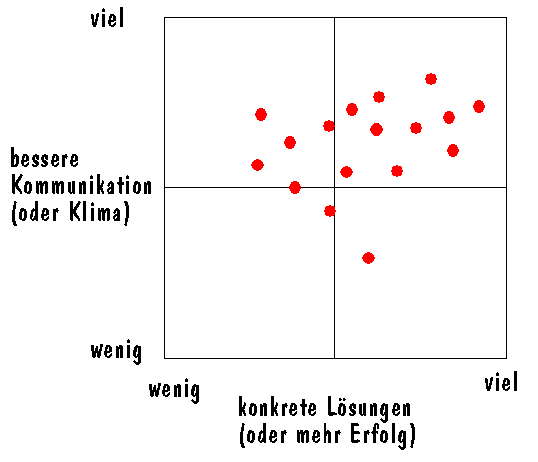 viel
bessere
Kommunikation
(oder Klima)
wenig
wenig
viel
konkrete Lösungen
(oder mehr Erfolg)